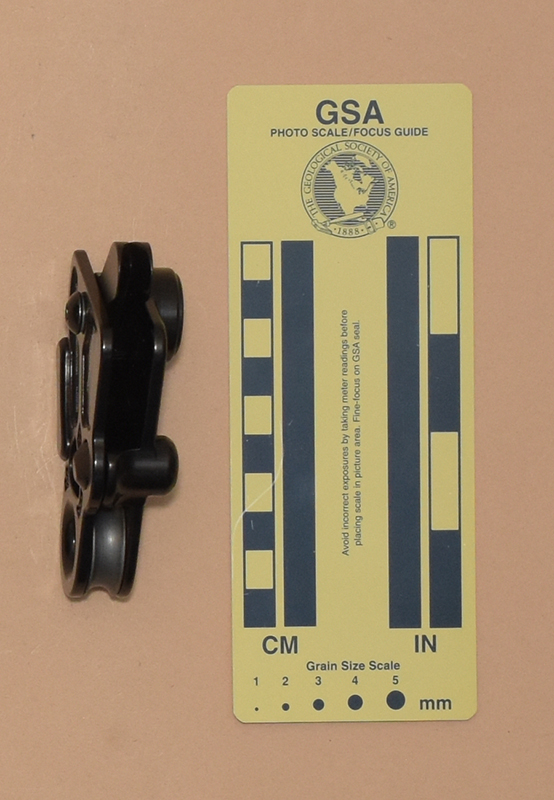 GSA
PHOTO SCALE/FOCUS GUIDE
THE GEOLOGICAL SOCIETY OF AMERICA
1888
®
Avoid incorrect exposures by taking meter readings before
placing scale in picture area. Fine-focus on GSA seal.
CM
IN
Grain Size Scale
1 2 3 4 5
mm